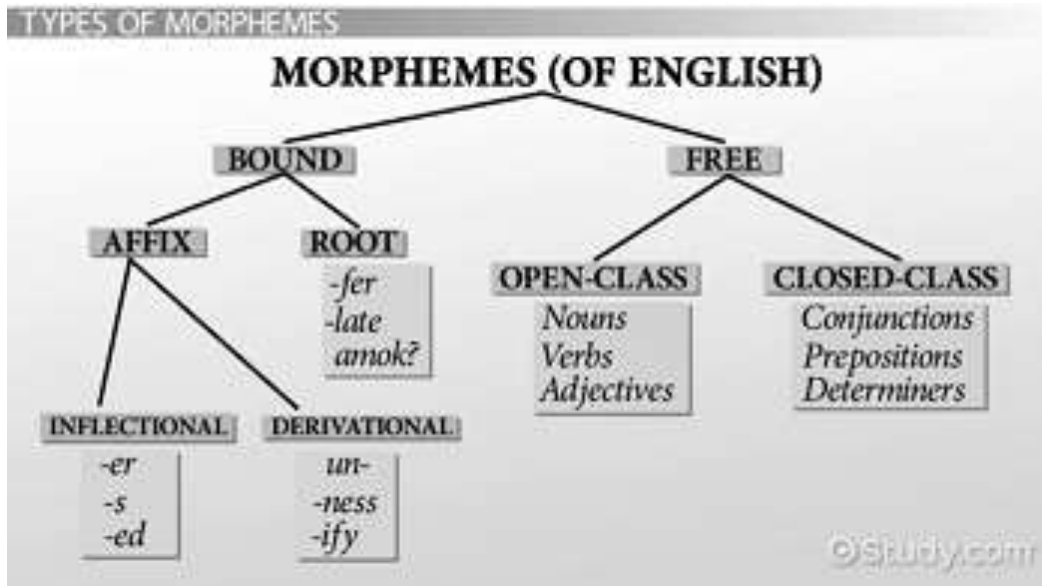 TYPES OF MORPHEMES
MORPHEMES (OF ENGLISH)
BOUND
FREE
AFFIX
ROOT
-fer
-late
amok?
OPEN-CLASS
Nouns
Verbs
Adjectives
CLOSED-CLASS
Conjunctions
Prepositions
Determiners
INFLECTIONAL
-er
-s
-ed
DERIVATIONAL
un-
-ness
-ify
Study.com